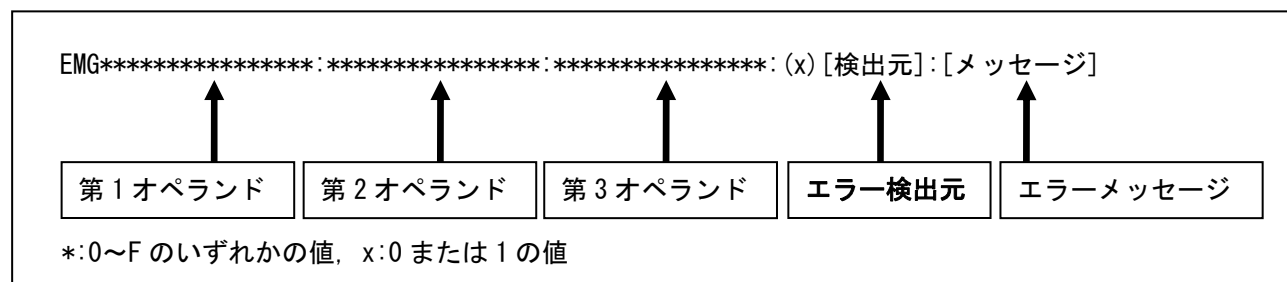 EMG****************:****************:****************:(x)[検出元]:[メッセージ]
第1オペランド
第2オペランド
第3オペランド
エラー検出元
エラーメッセージ
*:0～F のいずれかの値, x:0 または 1 の値